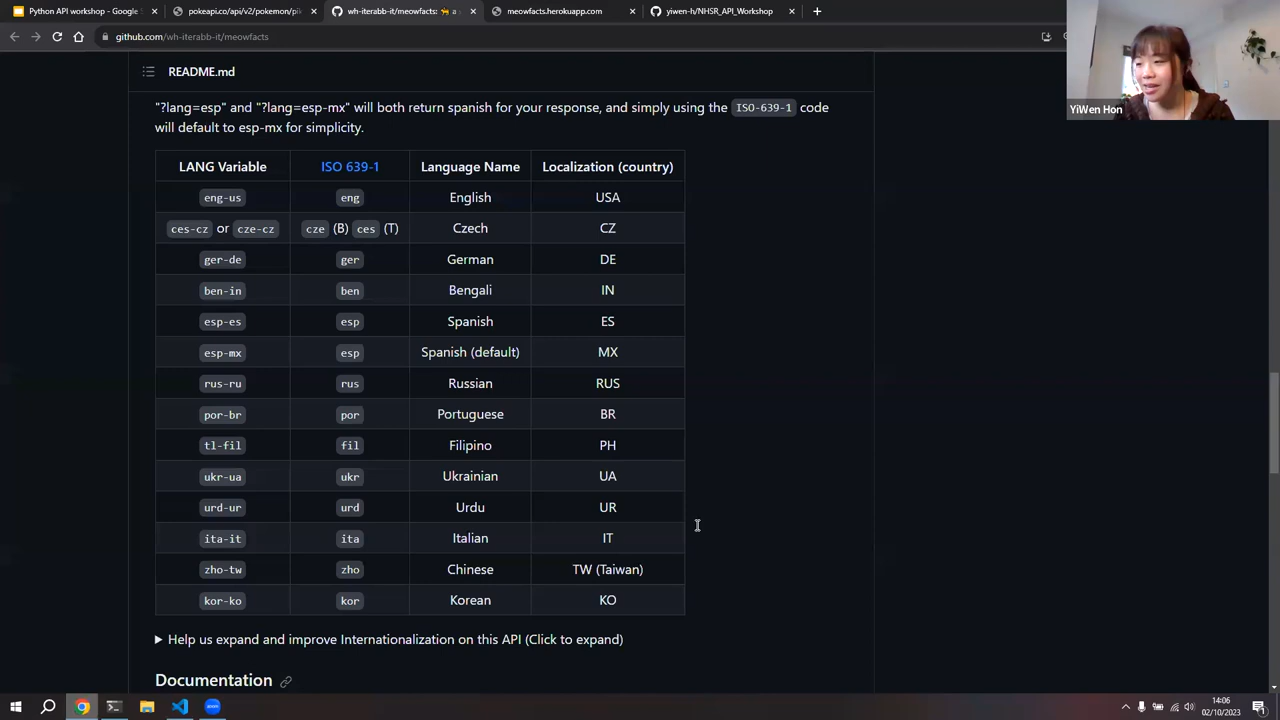 Python API workshop - Google S
pokeapi.co/api/v2/pokemon/pi
wh-iterabb-it/meowfacts: 🐈 a
meowfacts.herokuapp.com
yiwen-h/NHSR_API_Workshop
github.com/wh-iterabb-it/meowfacts
YiWen Hon
README.md
"?lang=esp" and "?lang=esp-mx" will both return spanish for your response, and simply using the ISO-639-1 code
will default to esp-mx for simplicity.
LANG Variable ISO 639-1 Language Name Localization (country)
eng-us eng English USA
ces-cz or cze-cz cze (B) ces (T) Czech CZ
ger-de ger German DE
ben-in ben Bengali IN
esp-es esp Spanish ES
esp-mx esp Spanish (default) MX
rus-ru rus Russian RUS
por-br por Portuguese BR
tl-fil fil Filipino PH
ukr-ua ukr Ukrainian UA
urd-ur urd Urdu UR
ita-it ita Italian IT
zho-tw zho Chinese TW (Taiwan)
kor-ko kor Korean KO
Help us expand and improve Internationalization on this API (Click to expand)
Documentation
14:06
02/10/2023